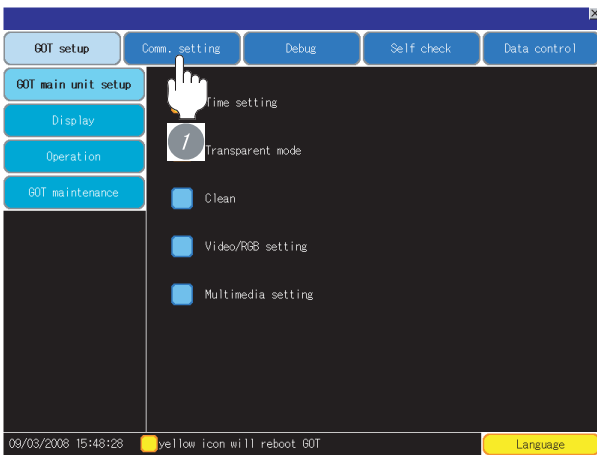 GOT setup
Comm. setting
Debug
Self check
Data control
GOT main unit setup
Display
Operation
GOT maintenance
Time setting
1
Transparent mode
Clean
Video/RGB setting
Multimedia setting
09/03/2008 15:48:28
yellow icon will reboot GOT
Language